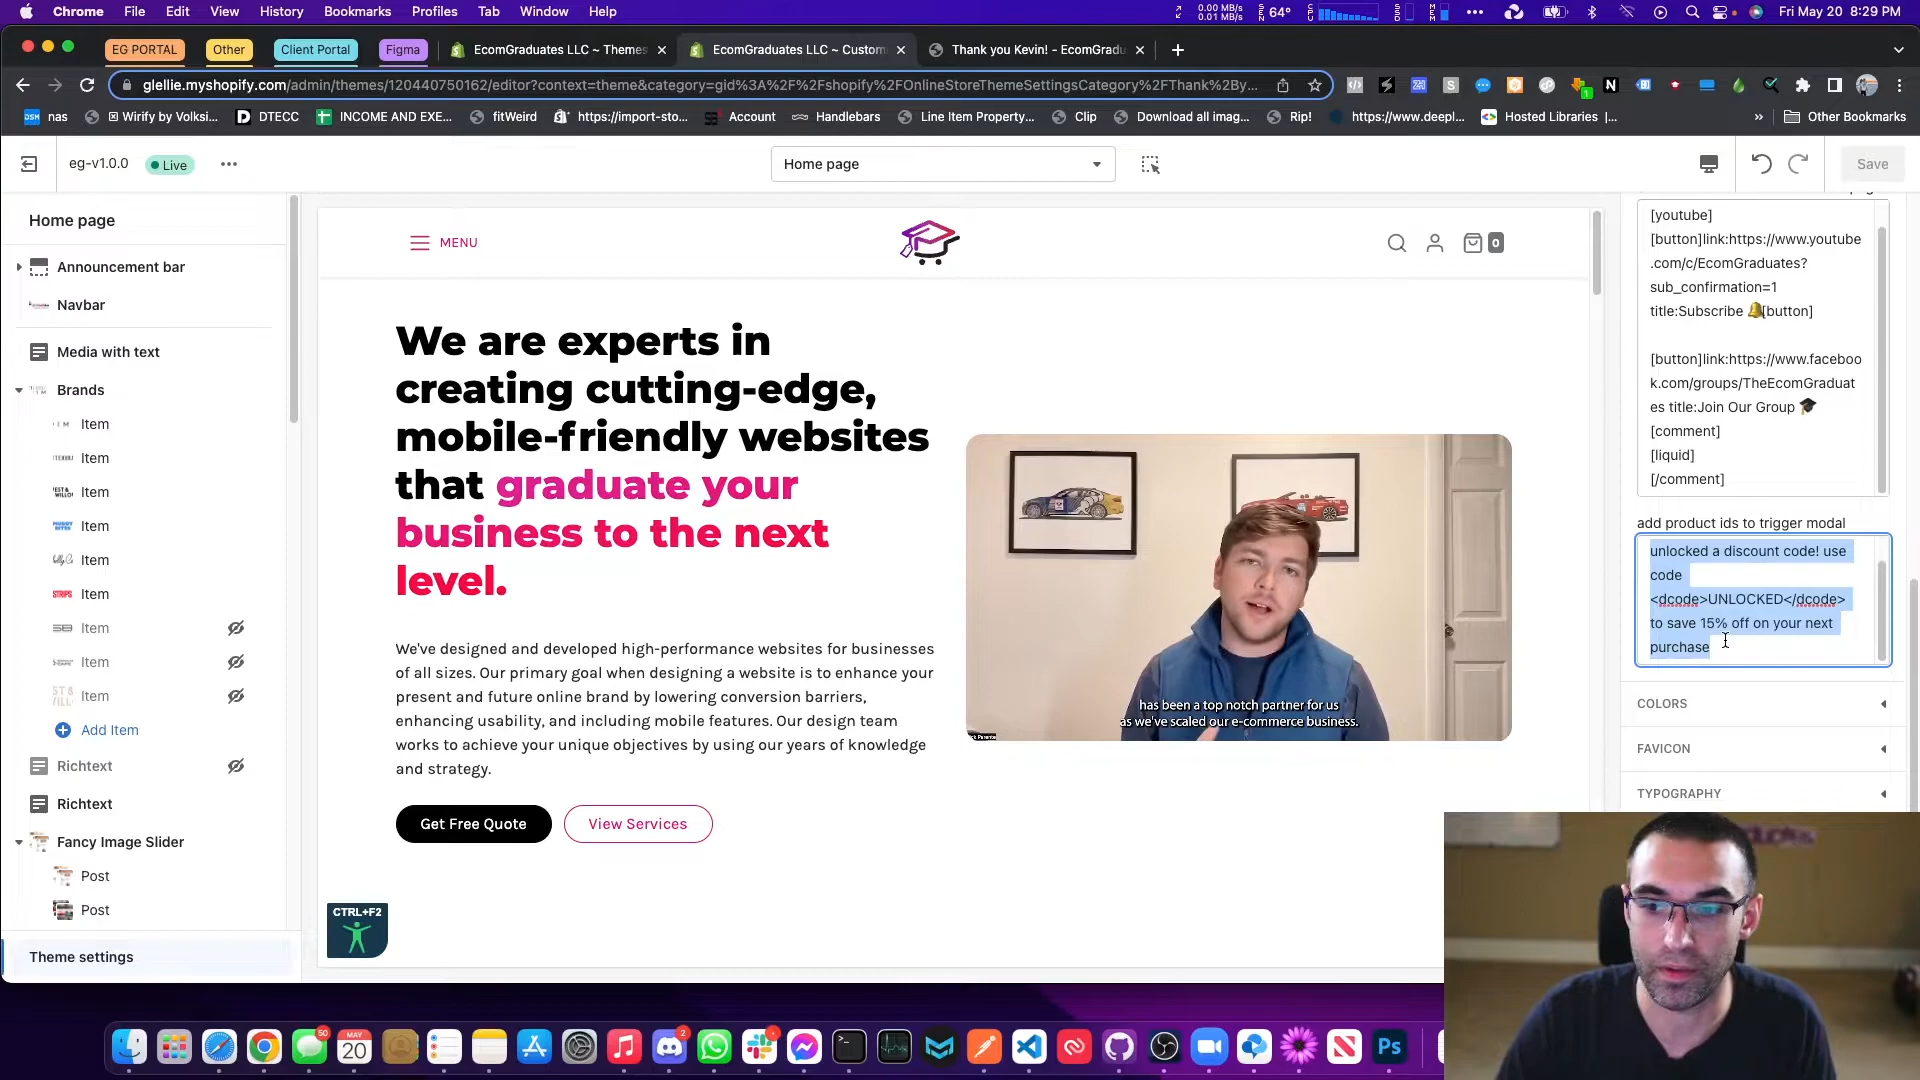 Chrome File Edit View History Bookmarks Profiles Tab Window Help
0.00 MB/s
0.01 MB/s
64°
Fri May 20 8:29 PM
EG PORTAL Other Client Portal Figma EcomGraduates LLC ~ Themes EcomGraduates LLC ~ Custom Thank you Kevin! - EcomGradu
glellie.myshopify.com/admin/themes/120440750162/editor?context=theme&category=gid%3A%2F%2Fshopify%2FOnlineStoreThemeSettingsCategory%2FThank%2By...
nas Wirify by Volksi... DTECC INCOME AND EXE... fitWeird https://import-sto... Account Handlebars Line Item Property... Clip Download all imag... Rip! https://www.deepl... Hosted Libraries |... » Other Bookmarks
eg-v1.0.0 Live Home page Save
Home page
Announcement bar
Navbar
Media with text
Brands
Item
Item
Item
Item
Item
Item
Item
Item
Item
Add Item
Richtext
Richtext
Fancy Image Slider
Post
Post
Theme settings
MENU
0
We are experts in
creating cutting-edge,
mobile-friendly websites
that graduate your
business to the next
level.
We've designed and developed high-performance websites for businesses
of all sizes. Our primary goal when designing a website is to enhance your
present and future online brand by lowering conversion barriers,
enhancing usability, and including mobile features. Our design team
works to achieve your unique objectives by using our years of knowledge
and strategy.
Get Free Quote View Services
has been a top notch partner for us
as we've scaled our e-commerce business.
CTRL+F2
[youtube]
[button]link:https://www.youtube
.com/c/EcomGraduates?
sub_confirmation=1
title:Subscribe 🔔[button]
[button]link:https://www.faceboo
k.com/groups/TheEcomGraduat
es title:Join Our Group 🎓
[comment]
[liquid]
[/comment]
add product ids to trigger modal
unlocked a discount code! use
code
<dcode>UNLOCKED</dcode>
to save 15% off on your next
purchase
COLORS
FAVICON
TYPOGRAPHY
50
MAY
20
2
Ps